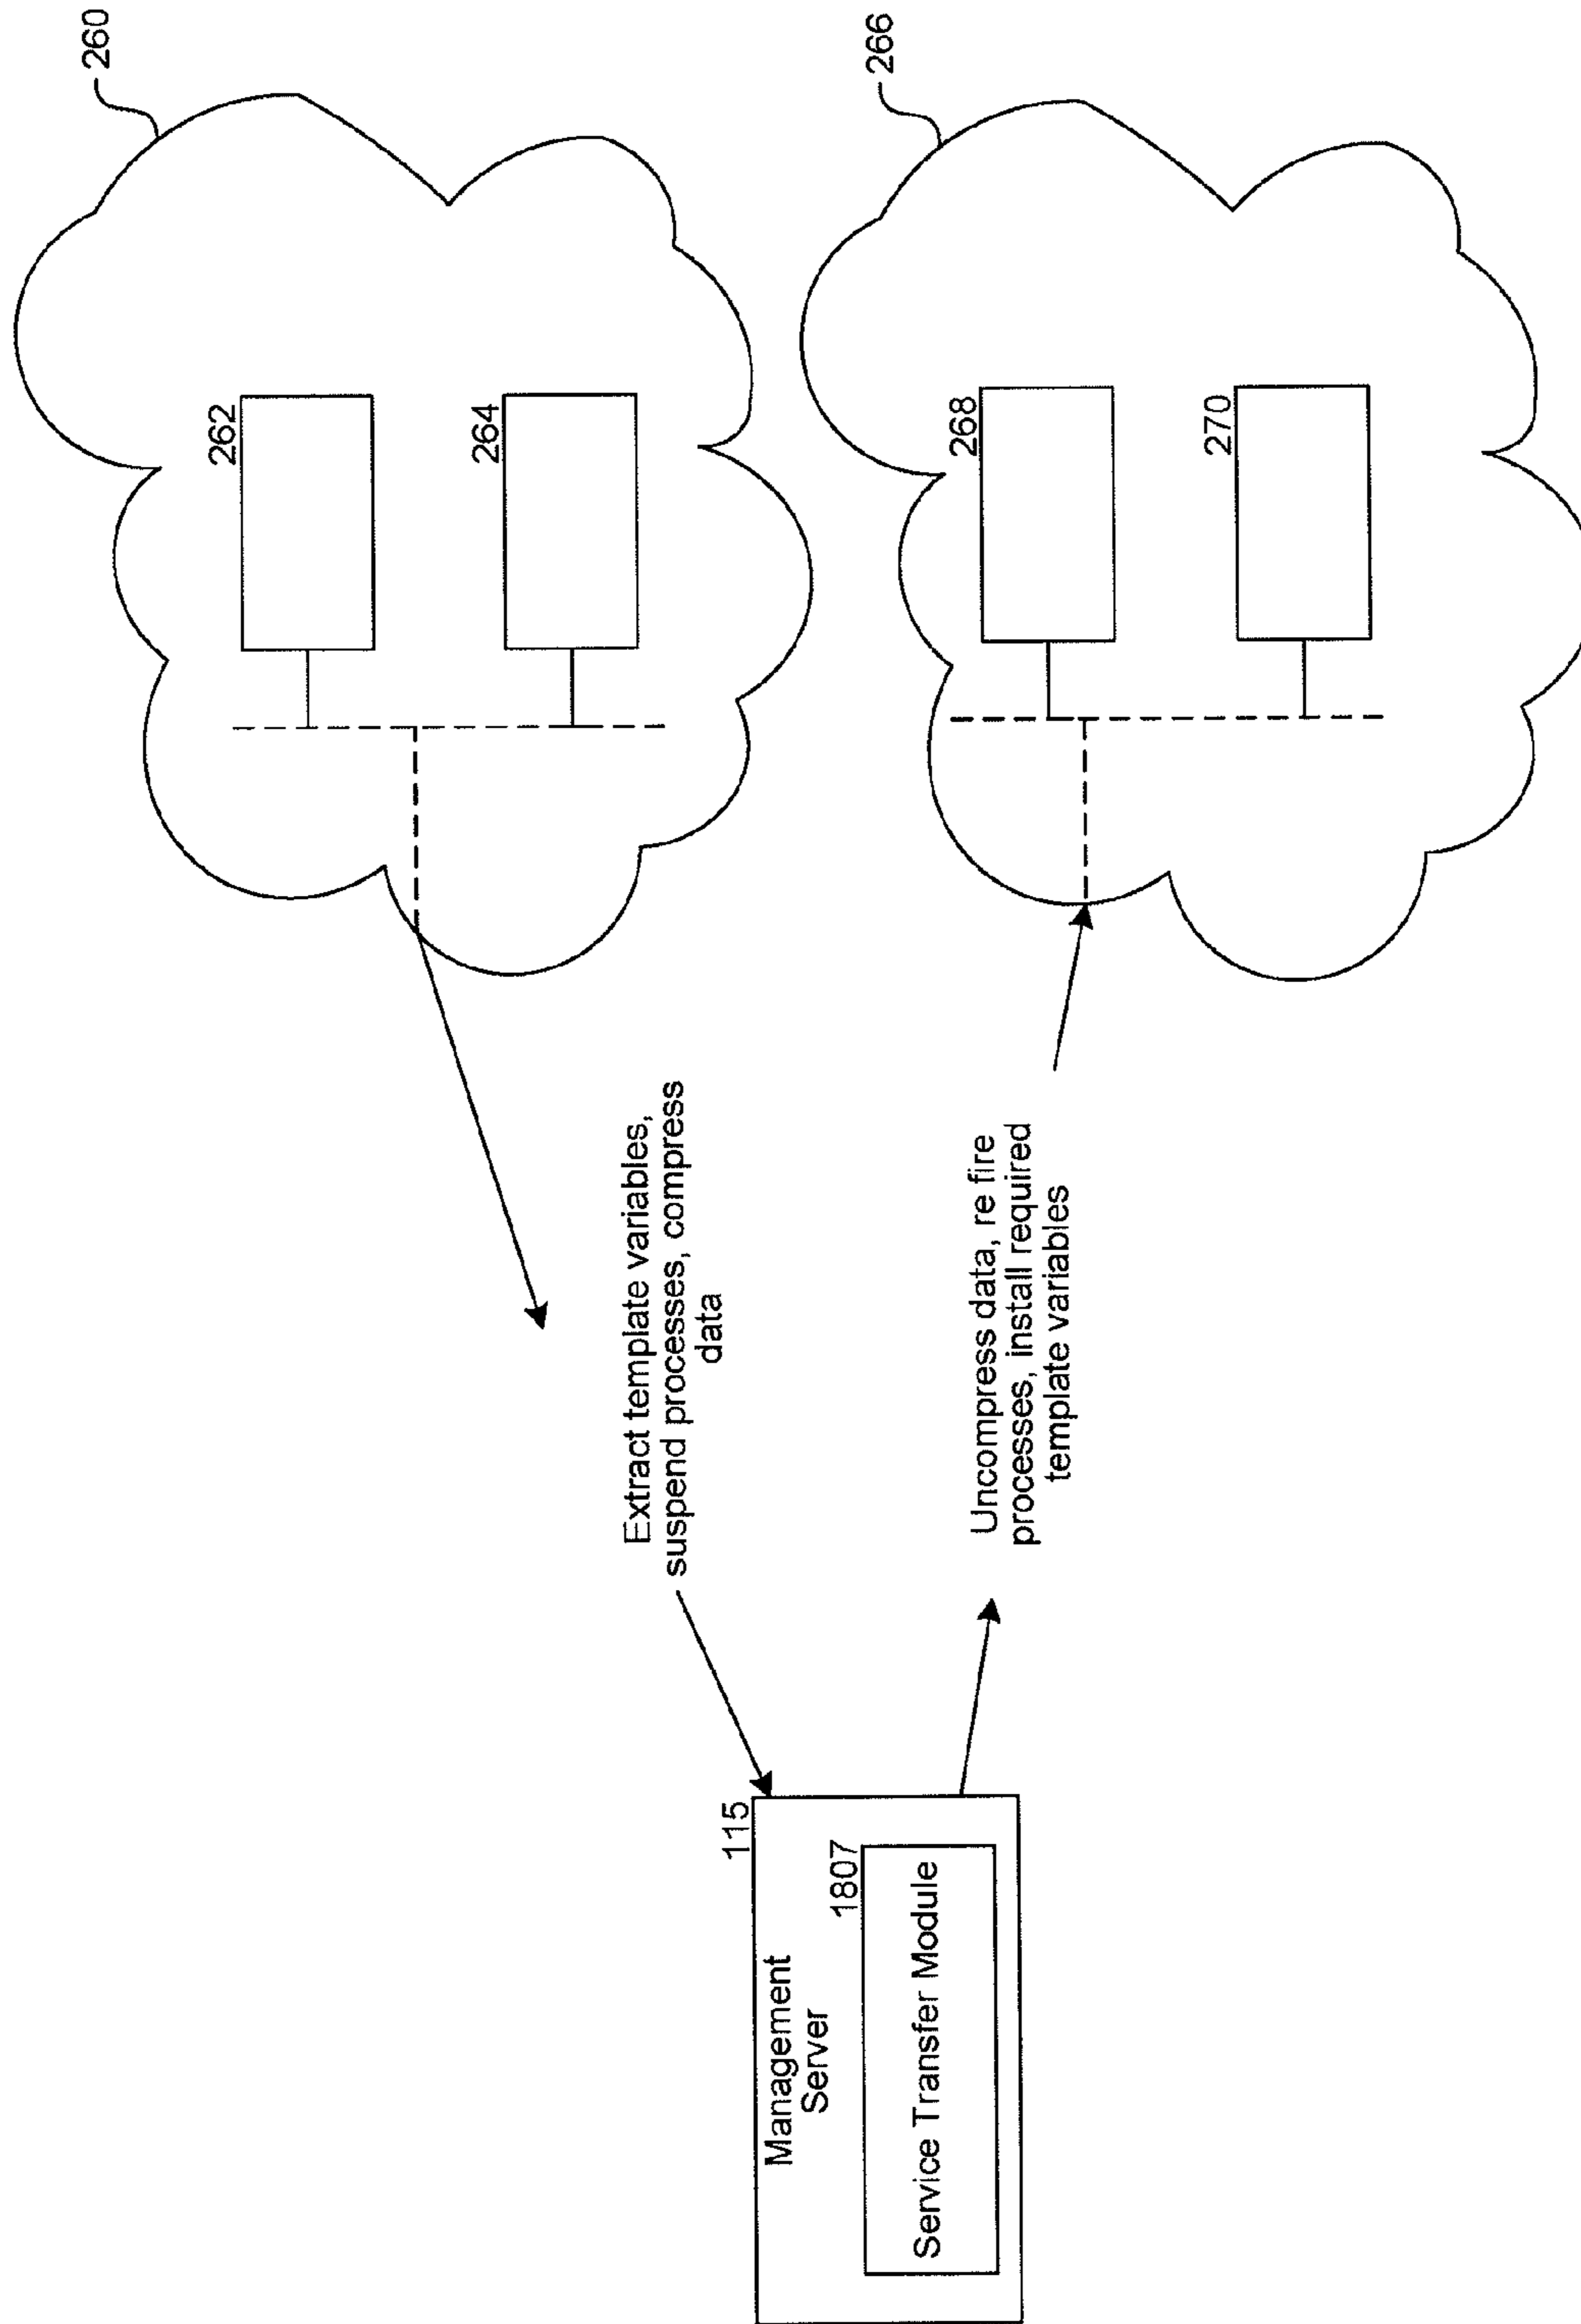 260
262
264
Extract template variables,
suspend processes, compress
data
115
Management
Server
1807
Service Transfer Module
Uncompress data, re fire
processes, install required
template variables
266
268
270